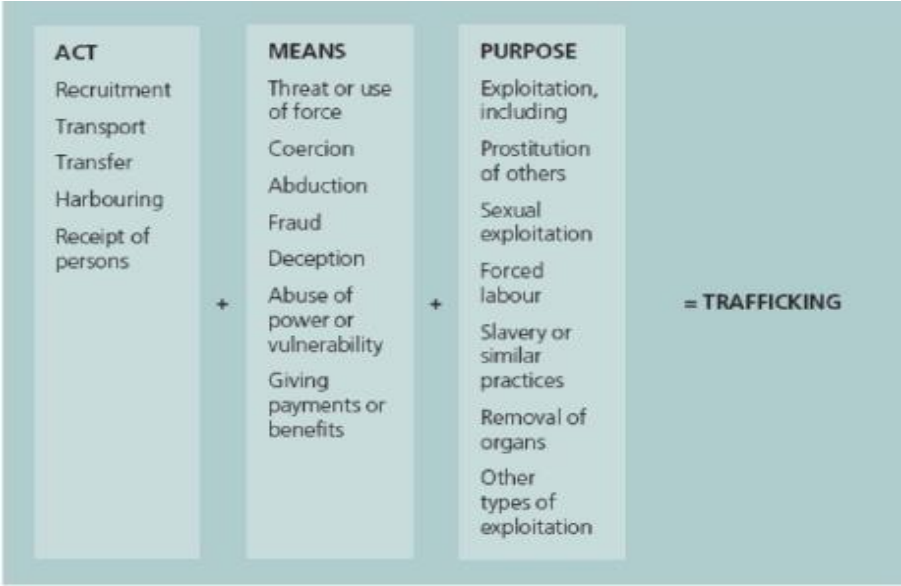 ACT
Recruitment
Transport
Transfer
Harbouring
Receipt of
persons
+
MEANS
Threat or use
of force
Coercion
Abduction
Fraud
Deception
Abuse of
power or
vulnerability
Giving
payments or
benefits
+
PURPOSE
Exploitation,
including
Prostitution
of others
Sexual
exploitation
Forced
labour
Slavery or
similar
practices
Removal of
organs
Other
types of
exploitation
= TRAFFICKING